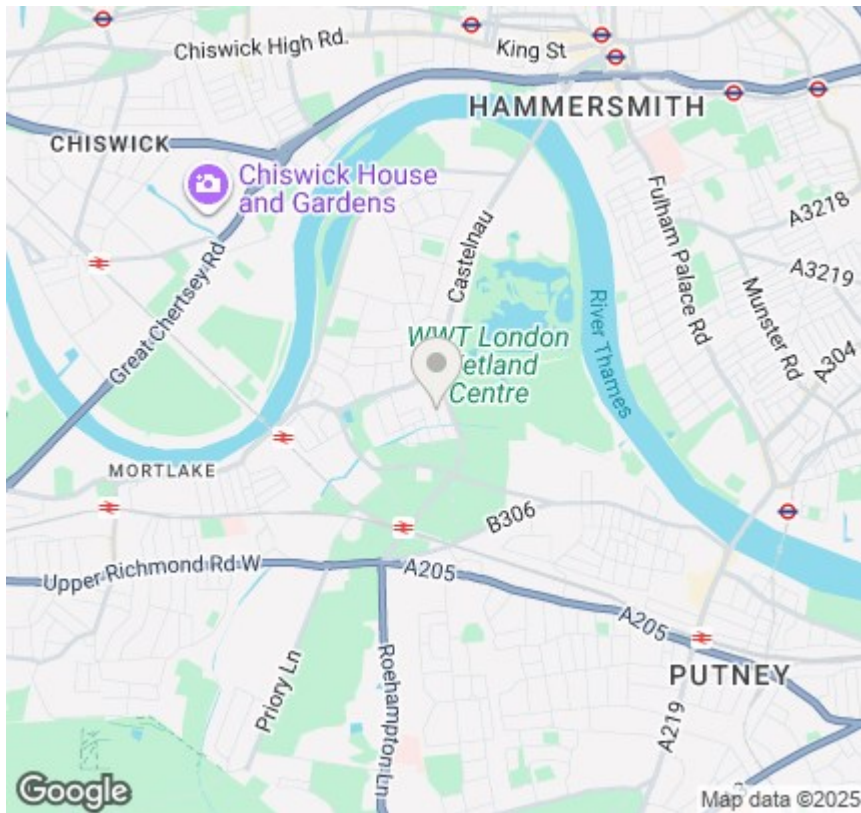 Chiswick High Rd.
King St
HAMMERSMITH
CHISWICK
Chiswick House
and Gardens
Fulham Palace Rd
A3218
Castelnau
A3219
Great Chertsey Rd
River Thames
Munster Rd
WWT London
etland
Centre
A304
MORTLAKE
B306
Upper Richmond Rd W
A205
A205
Roehampton Ln
Priory Ln
PUTNEY
A219
Google
Map data ©2025